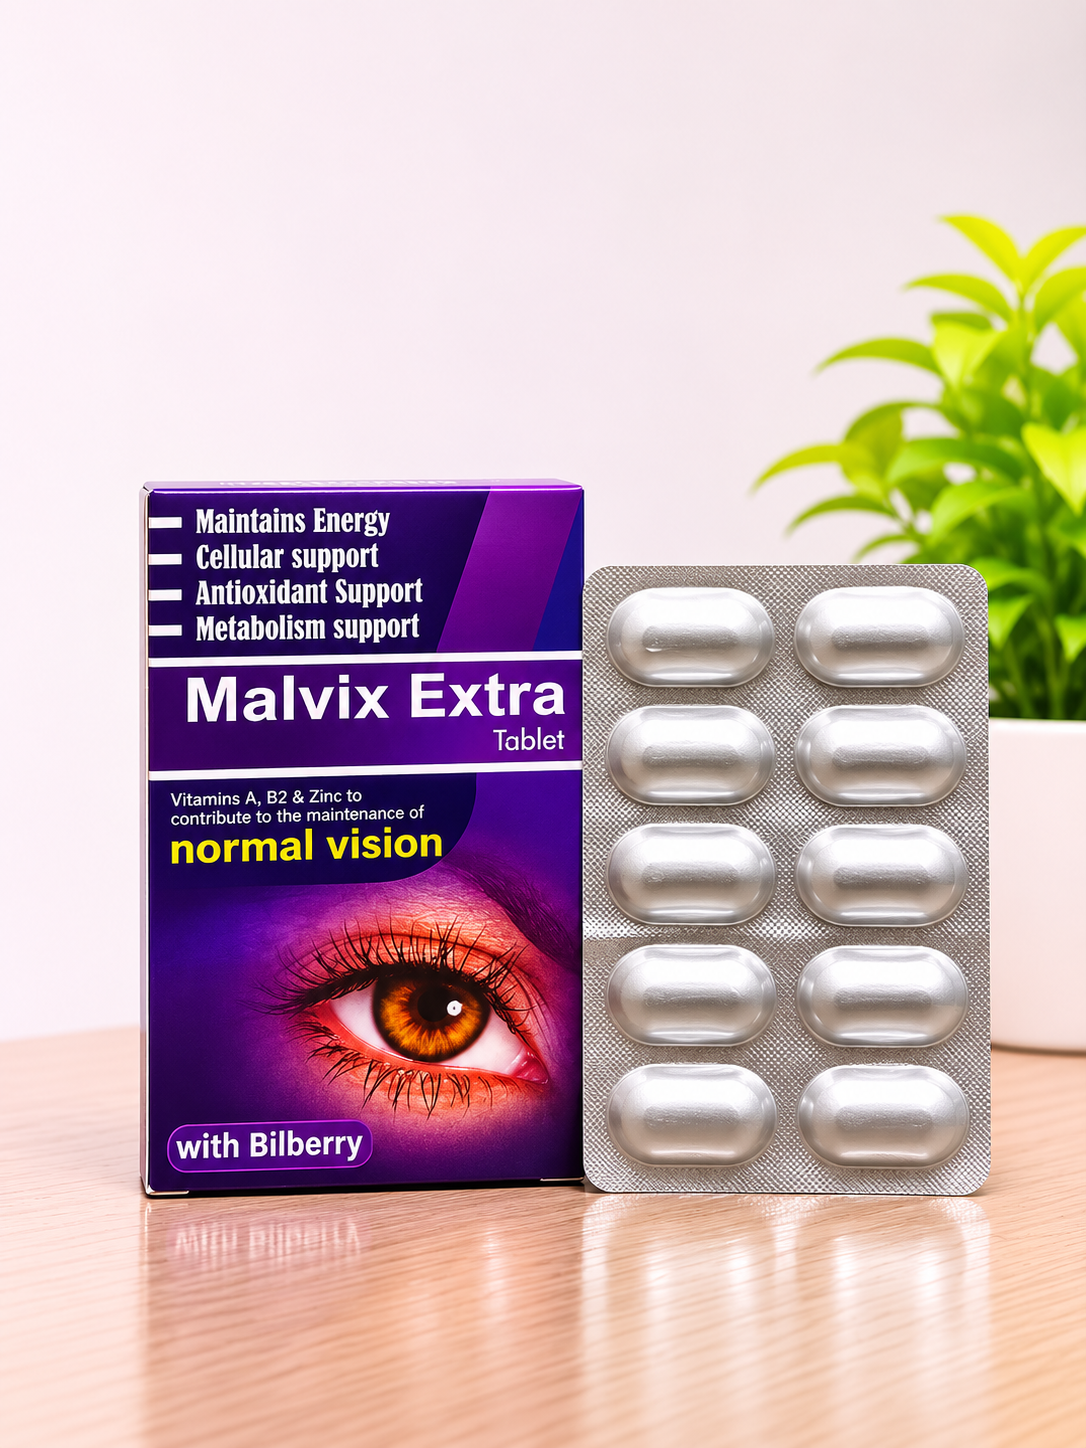 Maintains Energy
Cellular support
Antioxidant Support
Metabolism support
Malvix Extra
Tablet
Vitamins A, B2 & Zinc to
contribute to the maintenance of
normal vision
with Bilberry